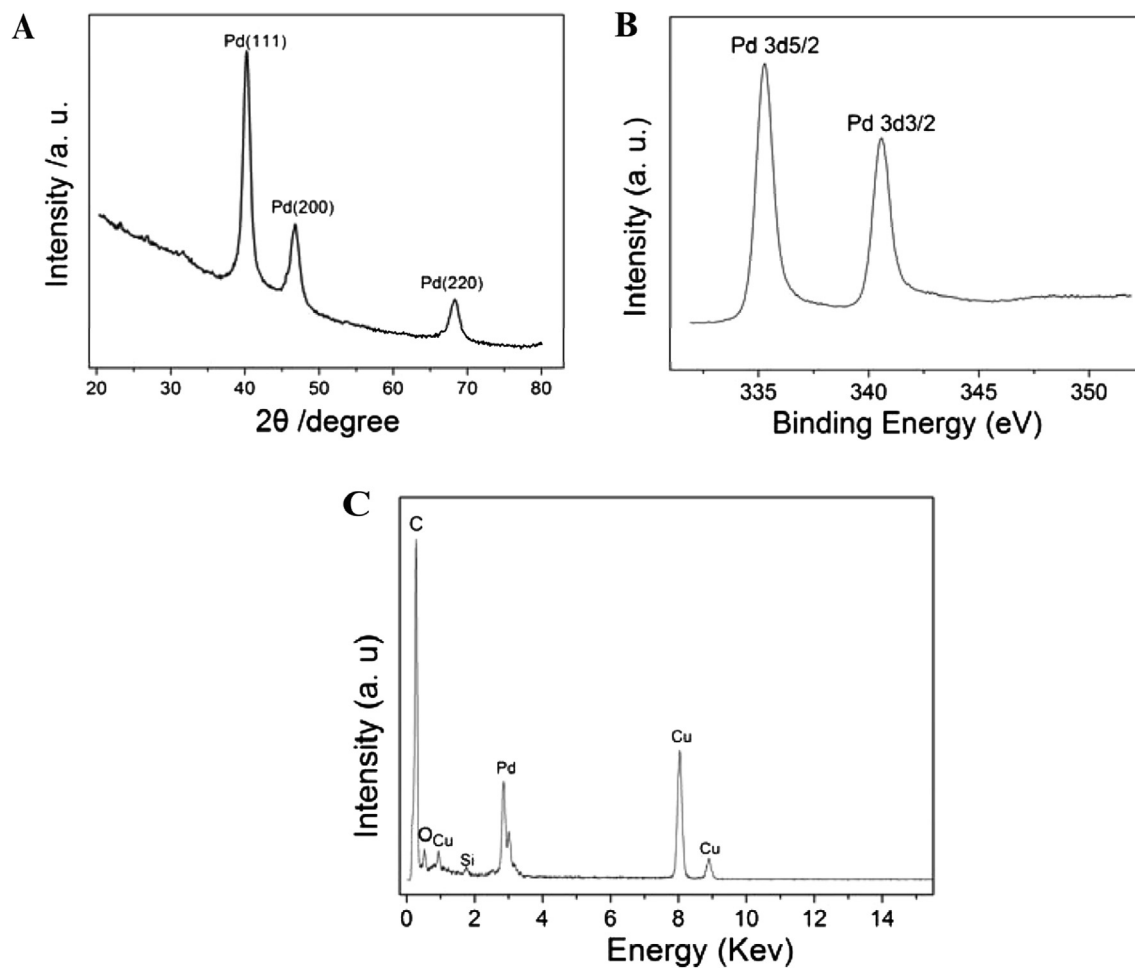 A
Pd(111)
Pd(200)
Pd(220)
Intensity /a. u.
20 30 40 50 60 70 80
2θ /degree
B
Pd 3d5/2
Pd 3d3/2
Intensity (a. u.)
335 340 345 350
Binding Energy (eV)
C
C
O
Cu
Si
Pd
Cu
Cu
Intensity (a. u)
0 2 4 6 8 10 12 14
Energy (Kev)